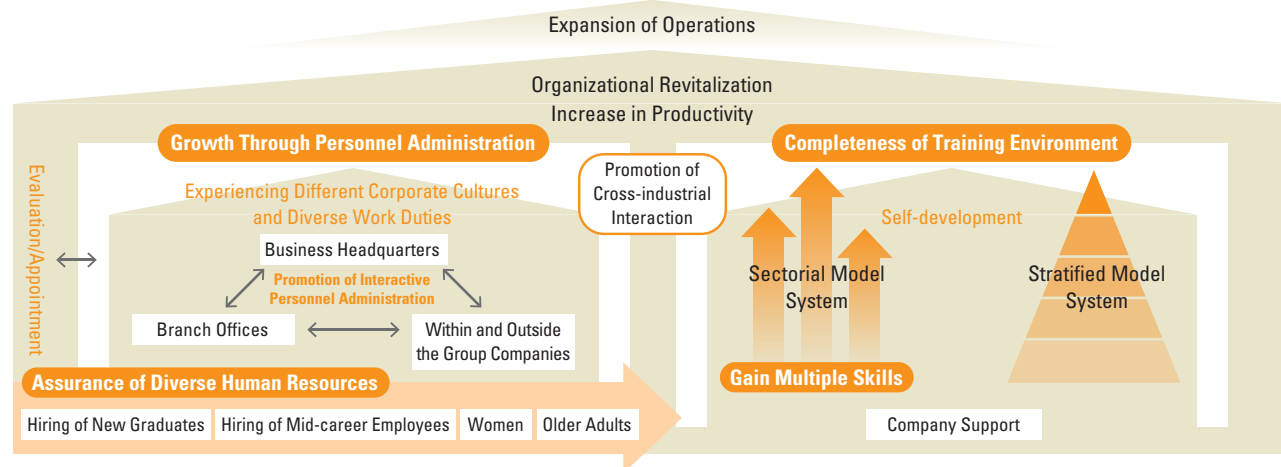 Expansion of Operations
Organizational Revitalization
Increase in Productivity
Growth Through Personnel Administration
Completeness of Training Environment
Evaluation/Appointment
Experiencing Different Corporate Cultures
and Diverse Work Duties
Business Headquarters
Promotion of Interactive
Personnel Administration
Branch Offices
Within and Outside
the Group Companies
Promotion of
Cross-industrial
Interaction
Self-development
Sectorial Model
System
Stratified Model
System
Gain Multiple Skills
Company Support
Assurance of Diverse Human Resources
Hiring of New Graduates
Hiring of Mid-career Employees
Women
Older Adults